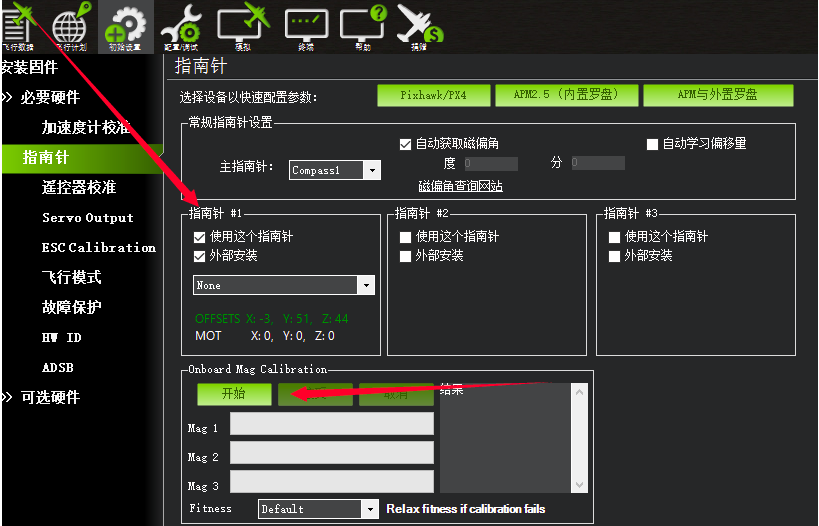 飞行数据 飞行计划 初始设置 配置/调试 模拟 终端 帮助 捐赠
安装固件
>> 必要硬件
加速度计校准
指南针
遥控器校准
Servo Output
ESC Calibration
飞行模式
故障保护
HW ID
ADSB
>> 可选硬件
指南针
选择设备以快速配置参数: Pixhawk/PX4 APM2.5 (内置罗盘) APM与外置罗盘
常规指南针设置
自动获取磁偏角 自动学习偏移量
主指南针: Compass1 度 0 分 0
磁偏角查询网站
指南针 #1 指南针 #2 指南针 #3
使用这个指南针 使用这个指南针 使用这个指南针
外部安装 外部安装 外部安装
None
OFFSETS X: -3, Y: 51, Z: 44
MOT X: 0, Y: 0, Z: 0
Onboard Mag Calibration
开始 取消 结果
Mag 1
Mag 2
Mag 3
Fitness Default Relax fitness if calibration fails